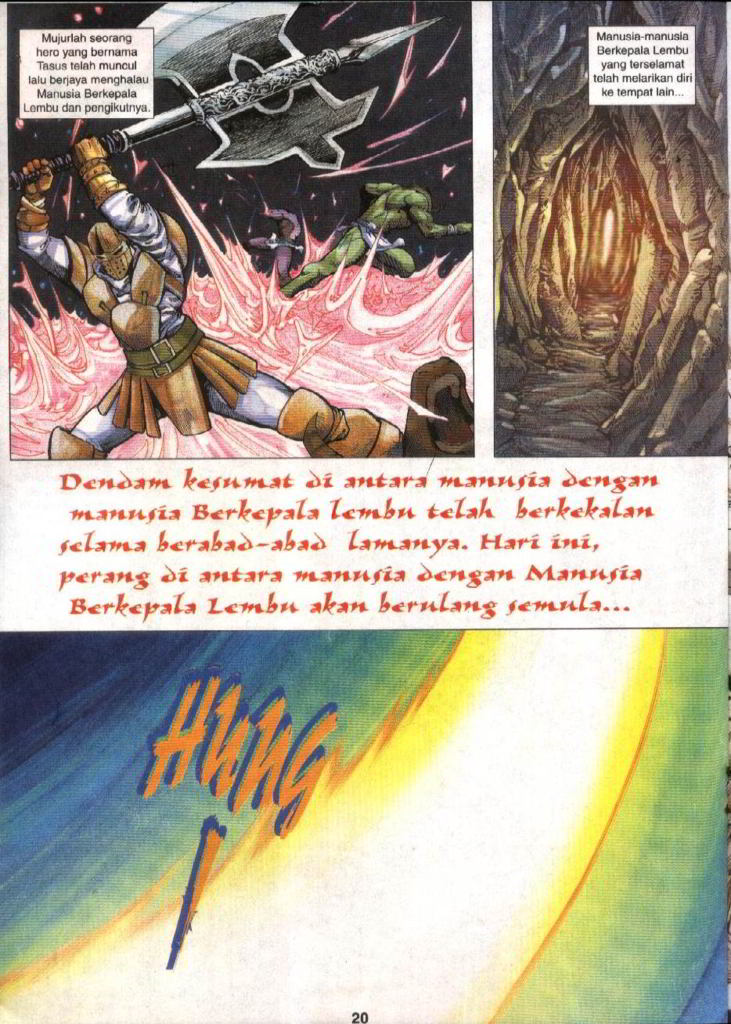 Mujurlah seorang
hero yang bernama
Tasus telah muncul
lalu berjaya menghalau
Manusia Berkepala
Lembu dan pengikutnya.
Manusia-manusia
Berkepala Lembu
yang terselamat
telah melarikan diri
ke tempat lain...
Dendam kesumat di antara manusia dengan
manusia Berkepala lembu telah berkekalan
selama berabad-abad lamanya. Hari ini,
perang di antara manusia dengan Manusia
Berkepala Lembu akan berulang semula...
HUUG
!
20